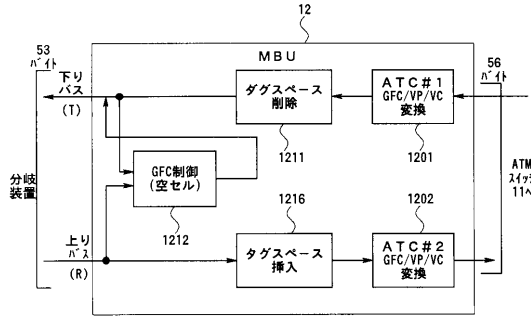 12
53
バイト
MBU
56
バイト
下り
バス
(T)
ダグスペース
削除
ATC#1
GFC/VP/VC
変換
1211
1201
GFC制御
(空セル)
分岐
装置
1212
1216
1202
ATM
スイッチ
11へ
上り
バス
(R)
タグスペース
挿入
ATC#2
GFC/VP/VC
変換